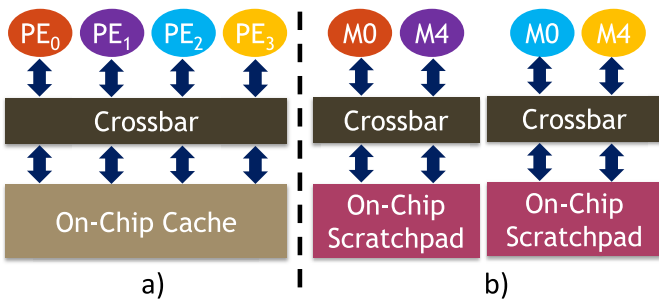 PE0 PE1 PE2 PE3
Crossbar
On-Chip Cache
a)
M0 M4
Crossbar
On-Chip
Scratchpad
M0 M4
Crossbar
On-Chip
Scratchpad
b)